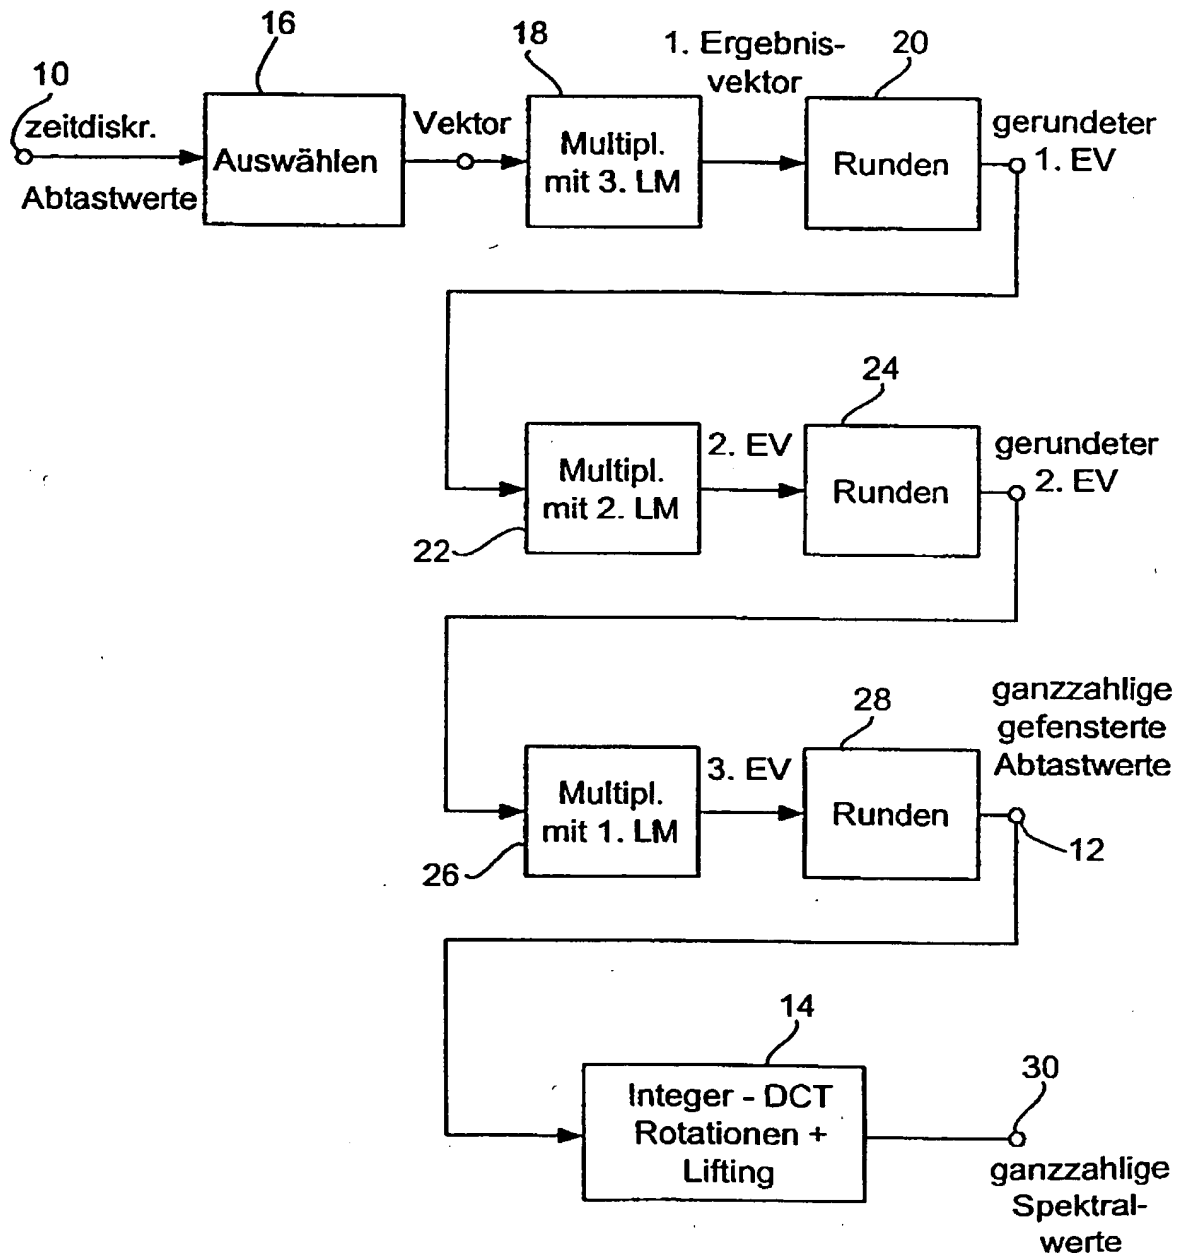 16
18
1. Ergebnis-
vektor
20
10
zeitdiskr.
Abtastwerte
Auswählen
Vektor
Multipl.
mit 3. LM
Runden
gerundeter
1. EV
24
Multipl.
mit 2. LM
22
2. EV
Runden
gerundeter
2. EV
28
Multipl.
mit 1. LM
26
3. EV
Runden
ganzzahlige
gefensterte
Abtastwerte
12
14
Integer - DCT
Rotationen +
Lifting
30
ganzzahlige
Spektral-
werte